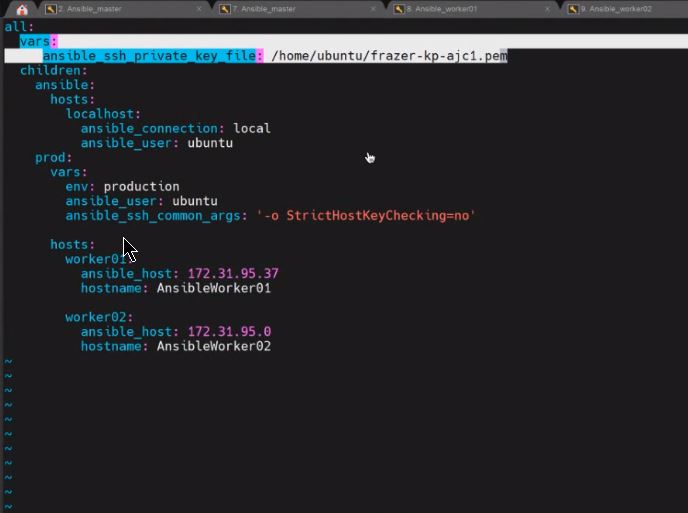 2. Ansible_master
7. Ansible_master
8. Ansible_worker01
9. Ansible_worker02
all:
  vars:
     ansible_ssh_private_key_file: /home/ubuntu/frazer-kp-ajc1.pem
  children:
    ansible:
      hosts:
        localhost:
          ansible_connection: local
          ansible_user: ubuntu
    prod:
      vars:
        env: production
        ansible_user: ubuntu
        ansible_ssh_common_args: '-o StrictHostKeyChecking=no'
      hosts:
        worker01:
          ansible_host: 172.31.95.37
          hostname: AnsibleWorker01
        worker02:
          ansible_host: 172.31.95.0
          hostname: AnsibleWorker02
~
~
~
~
~
~
~
~
~
~
~